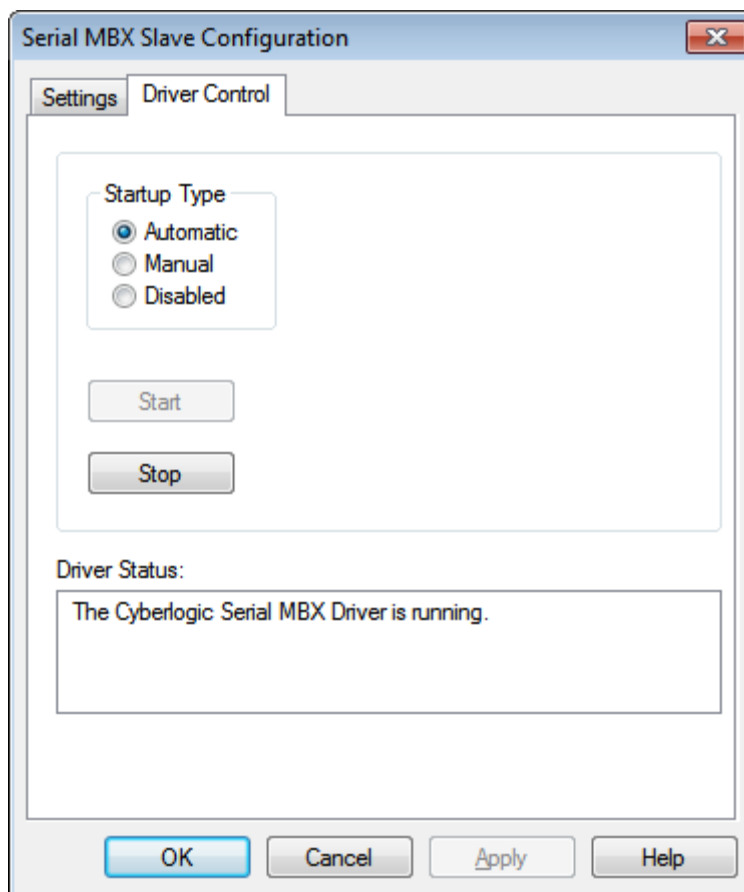 Serial MBX Slave Configuration
Settings
Driver Control
Startup Type
Automatic
Manual
Disabled
Start
Stop
Driver Status:
The Cyberlogic Serial MBX Driver is running.
OK
Cancel
Apply
Help